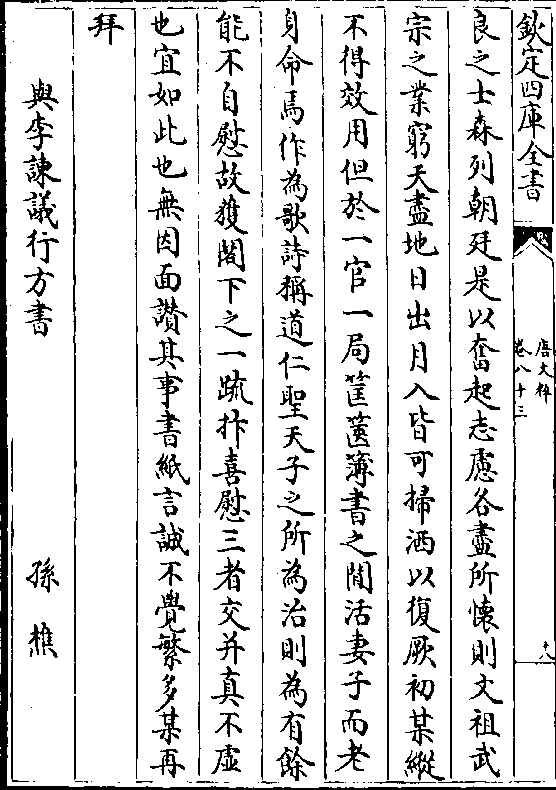 欽定四庫全書
唐文粹
卷八十三
十八
良之士森列朝廷是以奮起志慮各盡所懷則文祖武
宗之業窮天盡地日出月入皆可掃洒以復厥初某縱
不得效用但於一官一局筐篋簿書之間活妻子而老
身命焉作為歌詩稱道仁聖天子之所為治則為有餘
能不自慰故獲閣下之一疏抃喜慰三者交并真不虛
也宜如此也無因面讃其事書紙言誠不覺繁多某再
拜
與李諫議行方書　孫樵